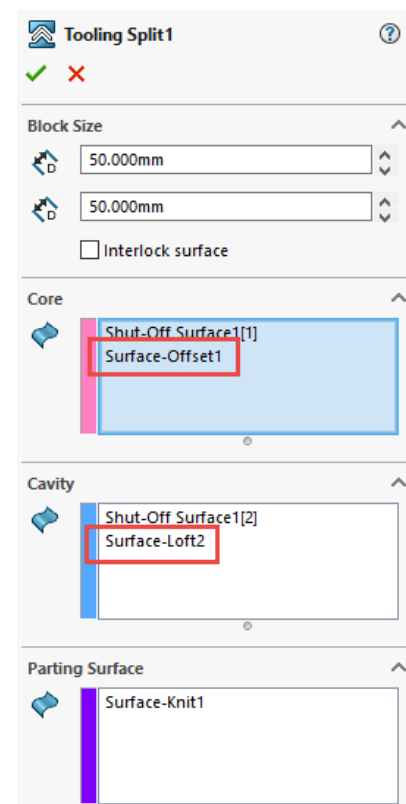 Tooling Split1
Block Size
50.000mm
50.000mm
Interlock surface
Core
Shut-Off Surface1[1]
Surface-Offset1
Cavity
Shut-Off Surface1[2]
Surface-Loft2
Parting Surface
Surface-Knit1